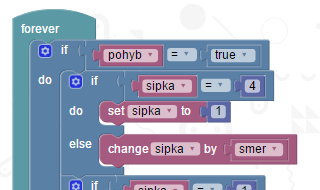 forever
if pohyb = true
do if sipka = 4
do set sipka to 1
else change sipka by smer
if sipka =